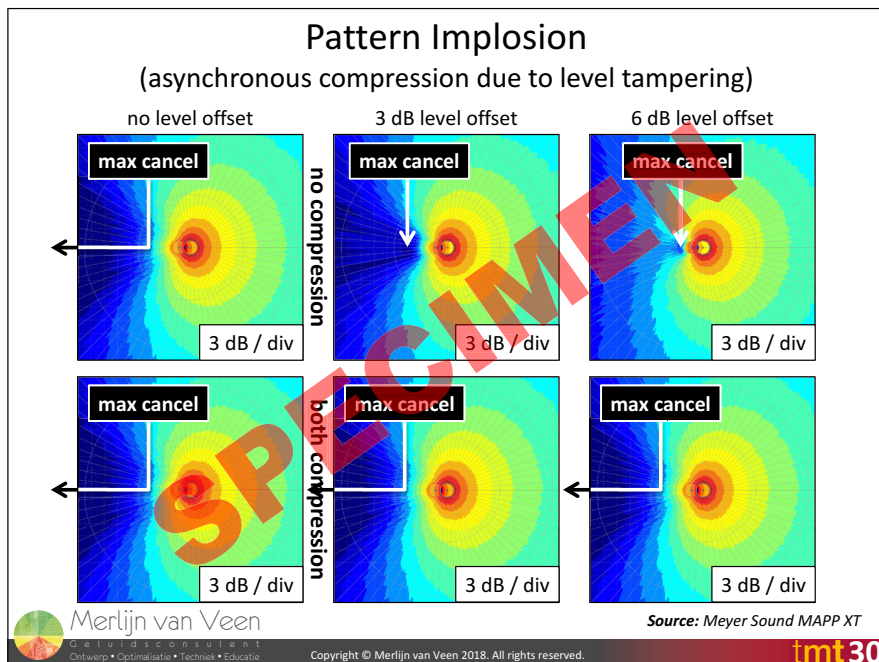 Pattern Implosion
(asynchronous compression due to level tampering)
no level offset
3 dB level offset
6 dB level offset
max cancel
3 dB / div
no compression
max cancel
3 dB / div
max cancel
3 dB / div
max cancel
3 dB / div
both compression
max cancel
3 dB / div
max cancel
3 dB / div
SPECIMEN
Merlijn van Veen
Geluidsconsulent
Ontwerp • Optimalisatie • Techniek • Educatie
Source: Meyer Sound MAPP XT
Copyright © Merlijn van Veen 2018. All rights reserved.
tmt30